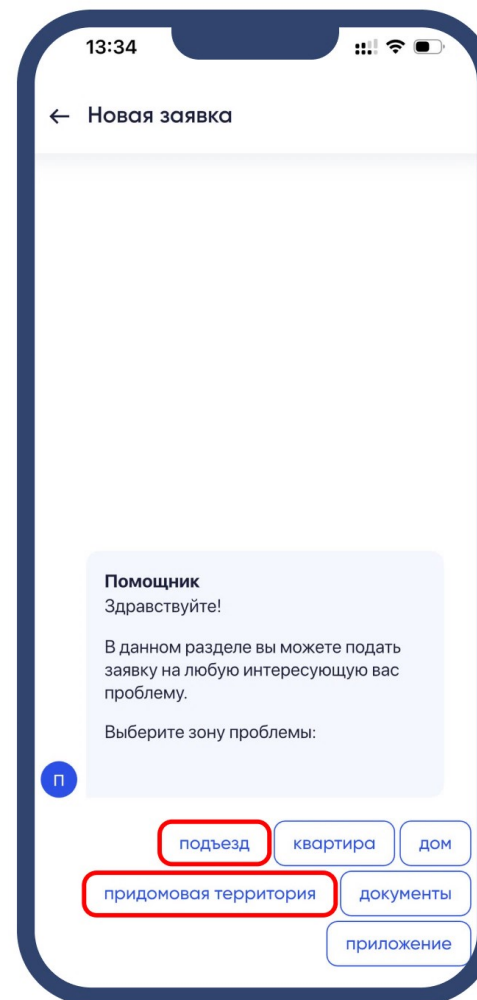 13:34
← Новая заявка
Помощник
Здравствуйте!
В данном разделе вы можете подать
заявку на любую интересующую вас
проблему.
Выберите зону проблемы:
П
подъезд квартира дом
придомовая территория документы
приложение